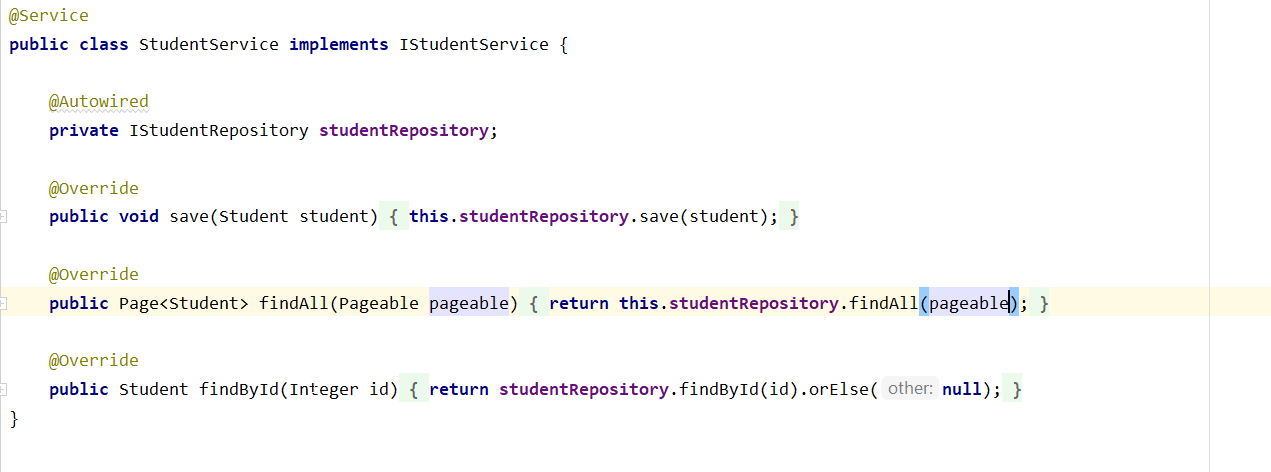 @Service
public class StudentService implements IStudentService {
@Autowired
private IStudentRepository studentRepository;
@Override
public void save(Student student) { this.studentRepository.save(student); }
@Override
public Page<Student> findAll(Pageable pageable) { return this.studentRepository.findAll(pageable); }
@Override
public Student findById(Integer id) { return studentRepository.findById(id).orElse( other: null); }
}